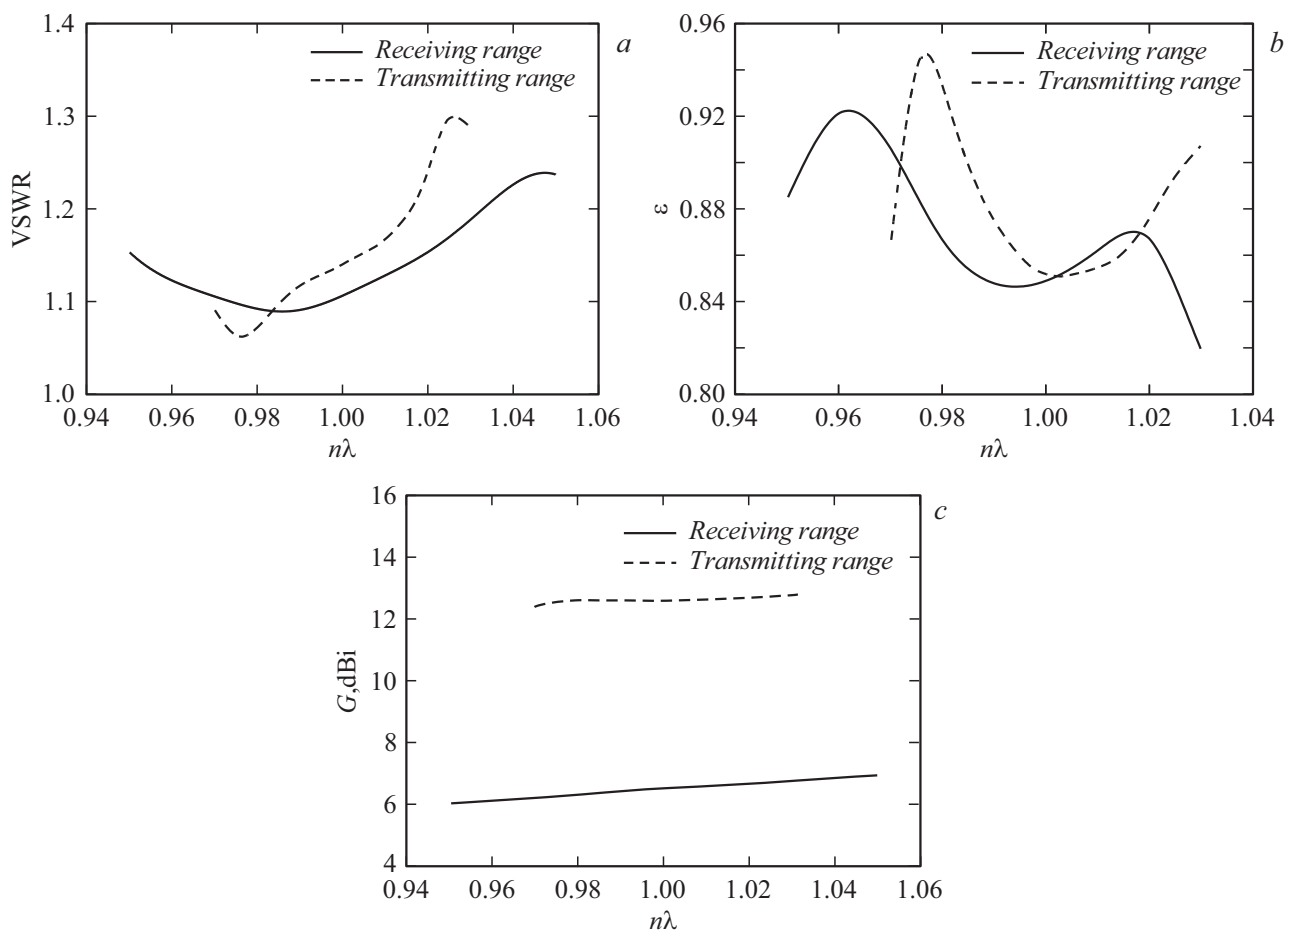 a
1.4
1.3
1.2
1.1
1.0
VSWR
Receiving range
Transmitting range
0.94 0.96 0.98 1.00 1.02 1.04 1.06
nλ
b
0.96
0.92
0.88
0.84
0.80
ε
Receiving range
Transmitting range
0.94 0.96 0.98 1.00 1.02 1.04
nλ
c
16
14
12
10
8
6
4
G,dBi
Receiving range
Transmitting range
0.94 0.96 0.98 1.00 1.02 1.04 1.06
nλ